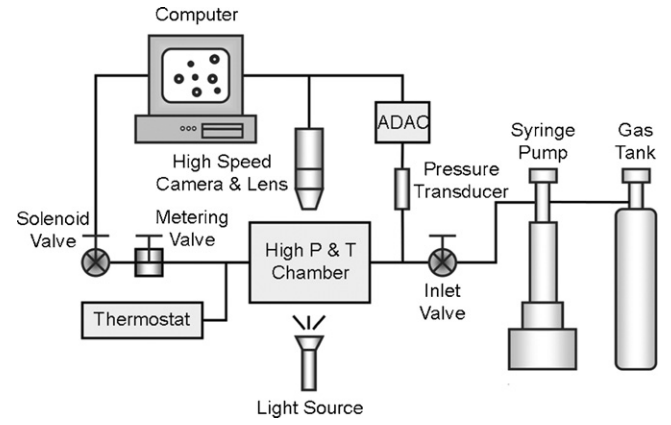 Computer
ADAC
Syringe
Pump
Gas
Tank
High Speed
Camera & Lens
Pressure
Transducer
Solenoid
Valve
Metering
Valve
High P & T
Chamber
Inlet
Valve
Thermostat
Light Source